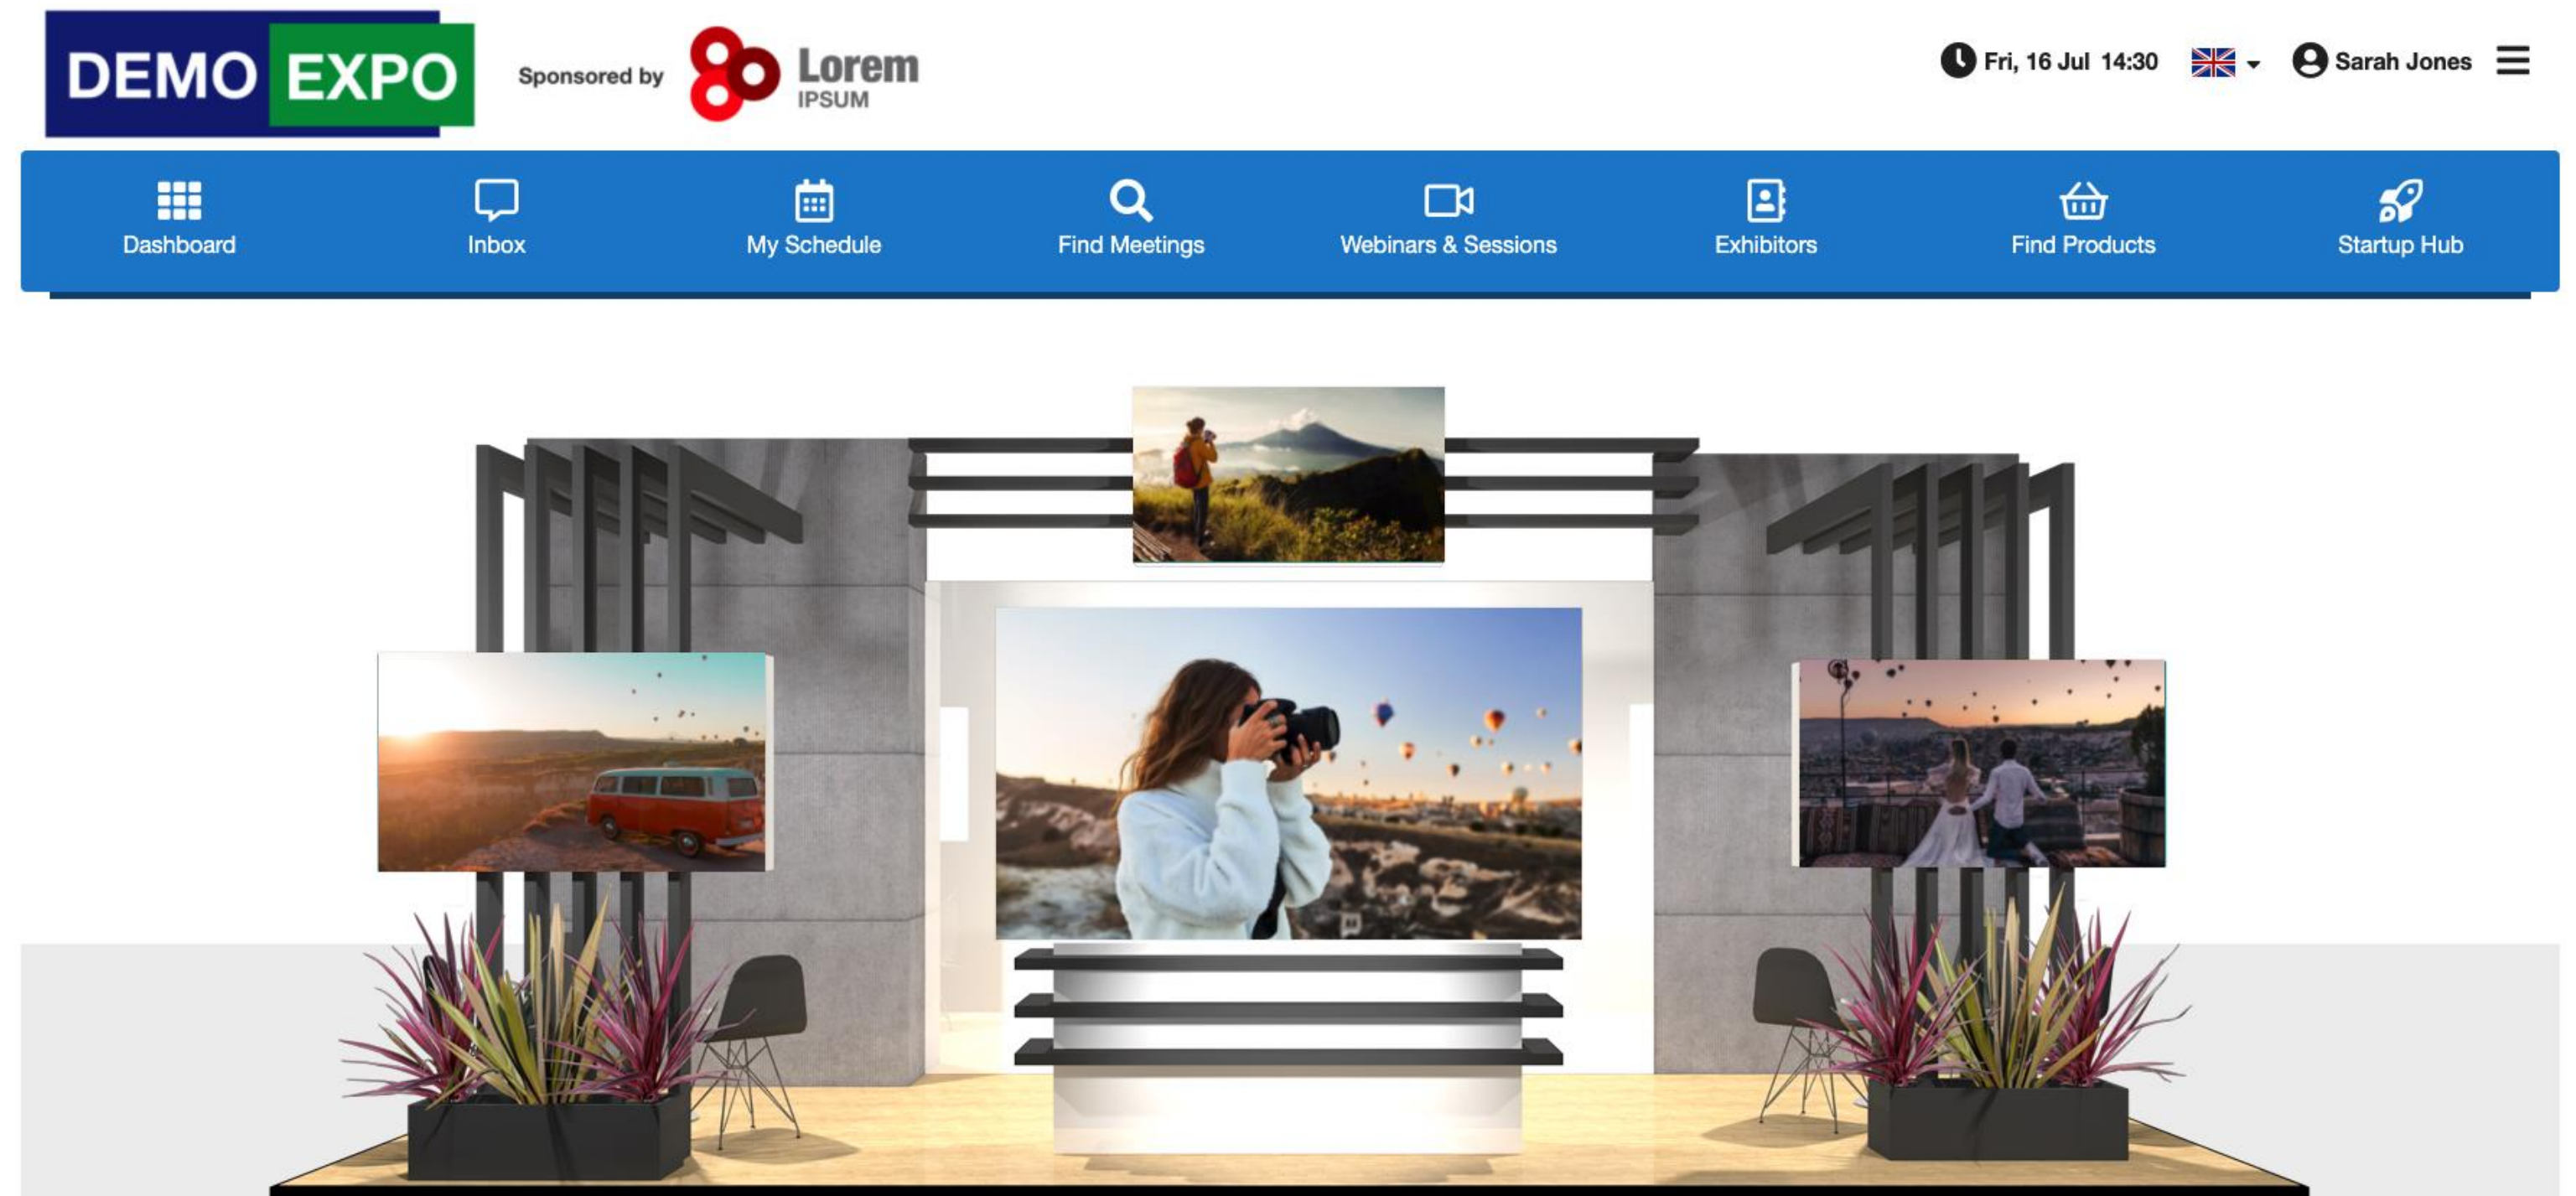 DEMO EXPO
Sponsored by
Lorem
IPSUM
Fri, 16 Jul 14:30
Sarah Jones
Dashboard
Inbox
My Schedule
Find Meetings
Webinars & Sessions
Exhibitors
Find Products
Startup Hub